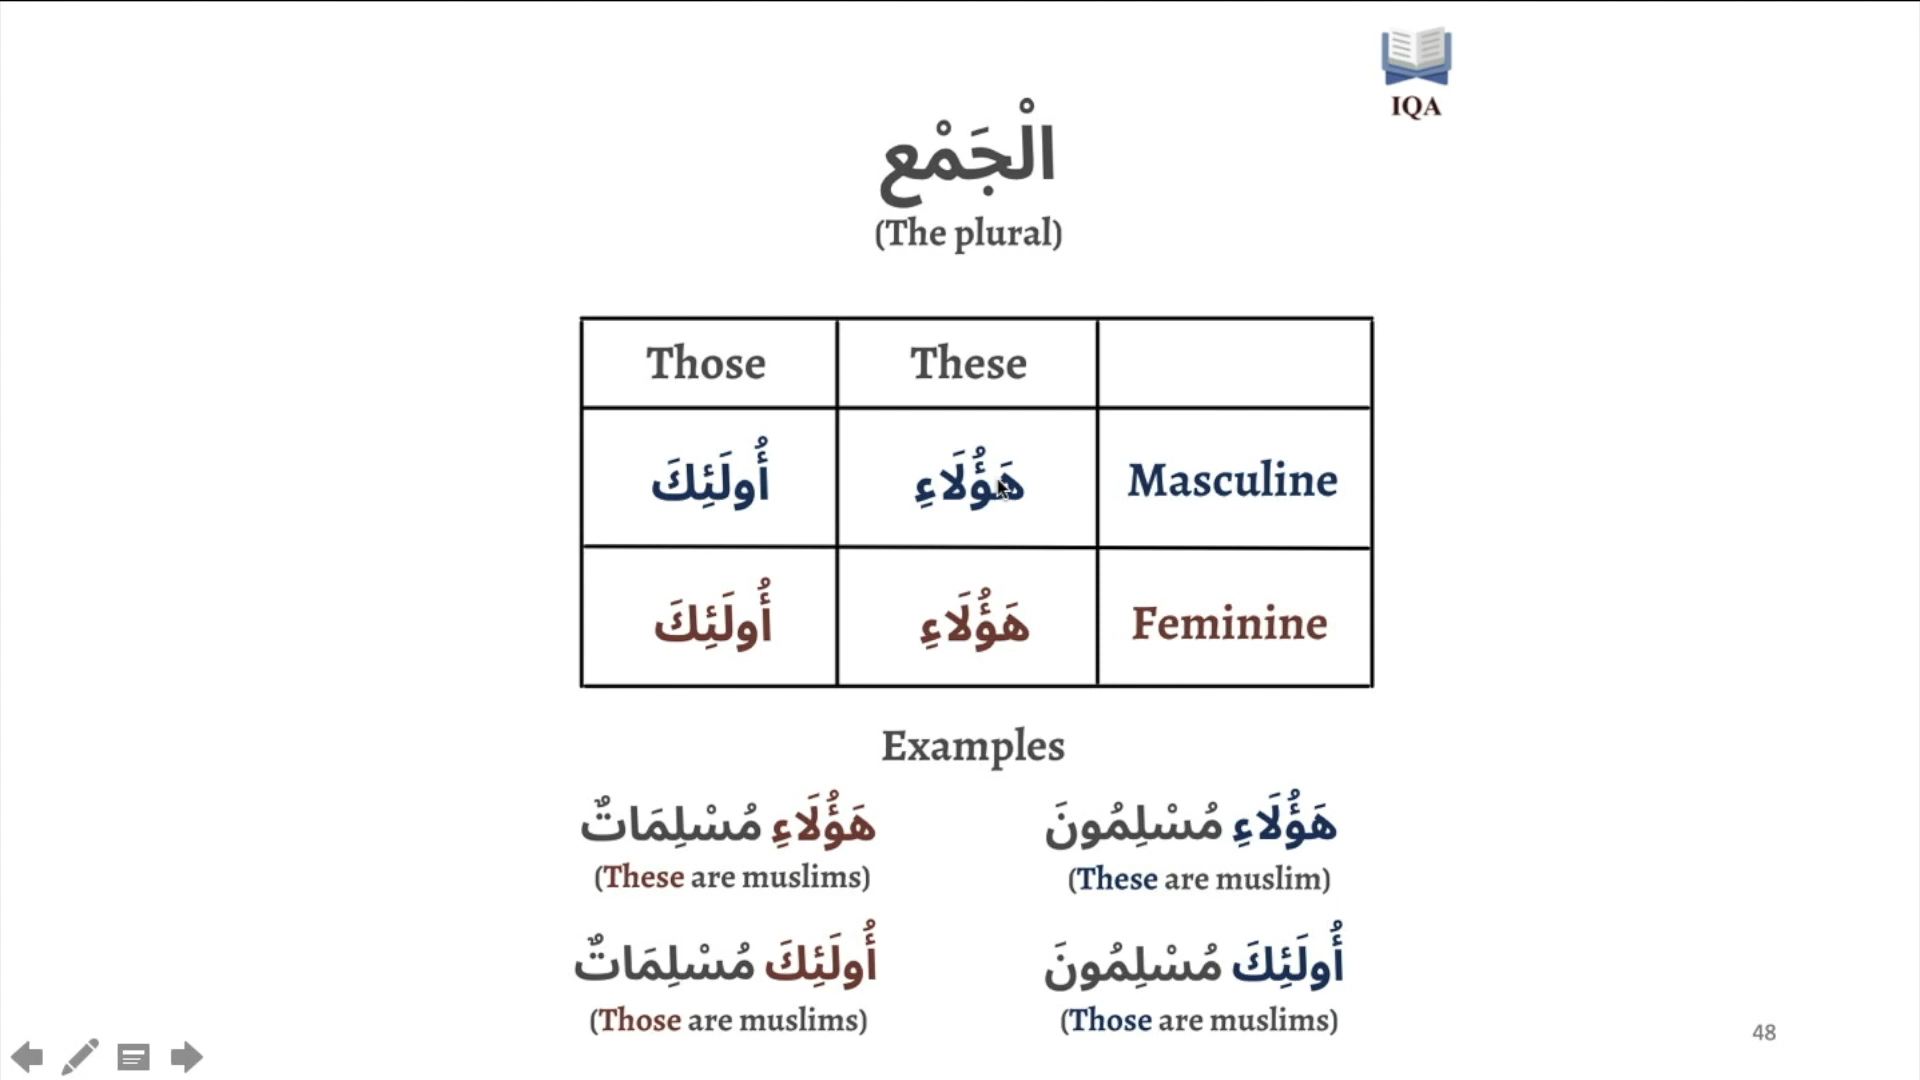 IQA
الْجَمْع
(The plural)
Those These
أُولَئِكَ هَؤُلَاءِ Masculine
أُولَئِكَ هَؤُلَاءِ Feminine
Examples
هَؤُلَاءِ مُسْلِمُونَ
(These are muslim)
هَؤُلَاءِ مُسْلِمَاتٌ
(These are muslims)
أُولَئِكَ مُسْلِمُونَ
(Those are muslims)
أُولَئِكَ مُسْلِمَاتٌ
(Those are muslims)
48